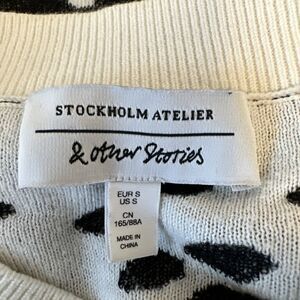 STOCKHOLM ATELIER
& other Stories
EUR S
US S
CN
165/88A
MADE IN
CHINA